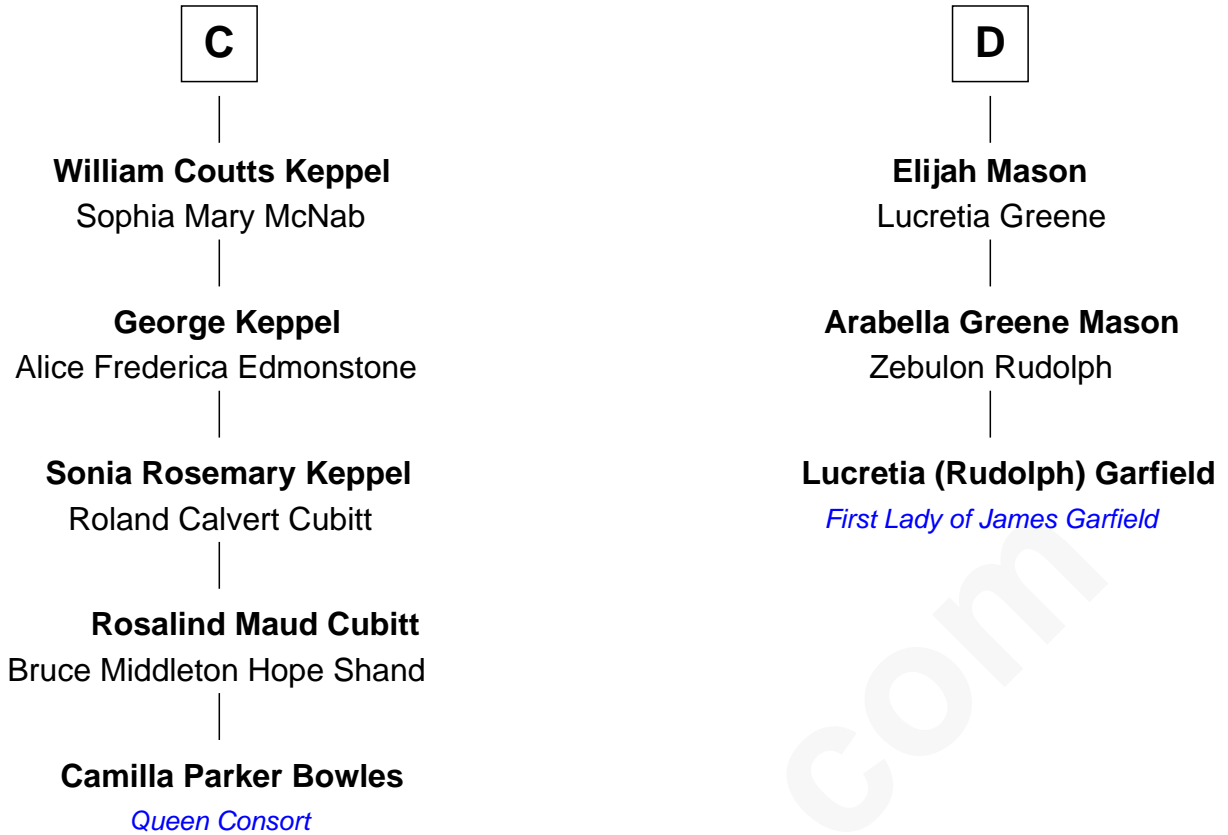 C
William Coutts Keppel
Sophia Mary McNab
George Keppel
Alice Frederica Edmonstone
Sonia Rosemary Keppel
Roland Calvert Cubitt
Rosalind Maud Cubitt
Bruce Middleton Hope Shand
Camilla Parker Bowles
Queen Consort
D
Elijah Mason
Lucretia Greene
Arabella Greene Mason
Zebulon Rudolph
Lucretia (Rudolph) Garfield
First Lady of James Garfield
com